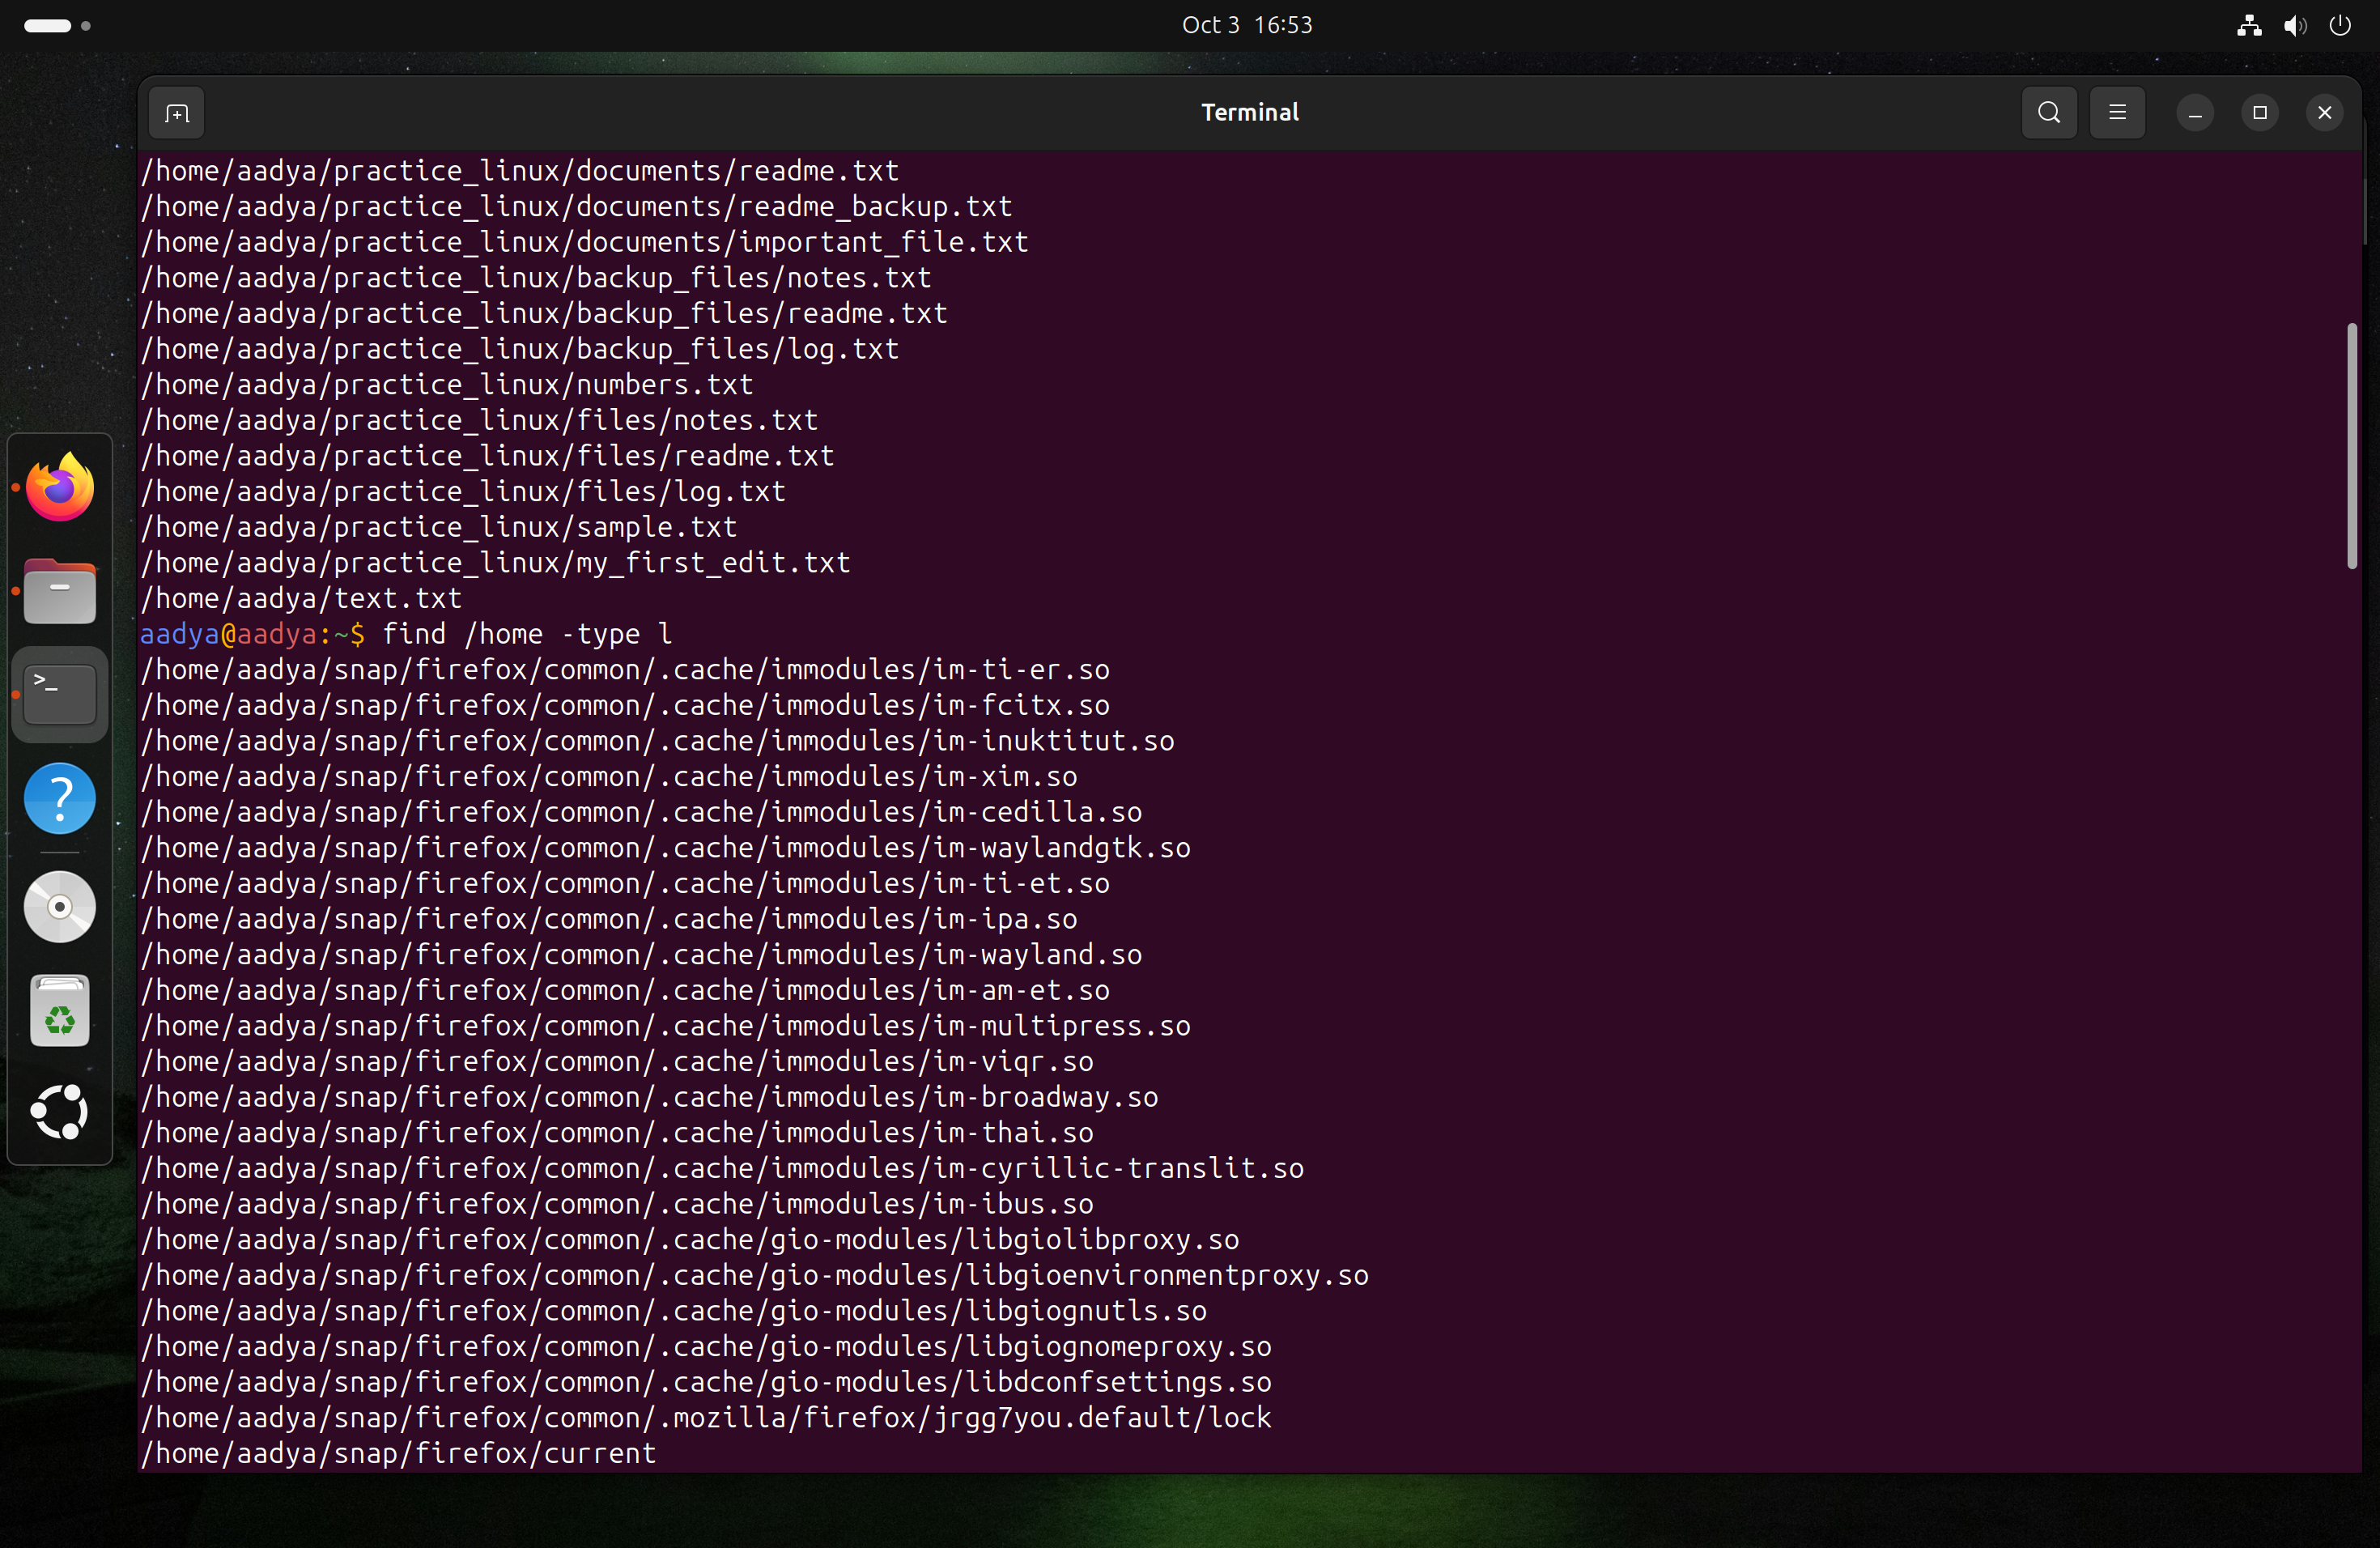 Oct 3 16:53
Terminal
/home/aadya/practice_linux/documents/readme.txt
/home/aadya/practice_linux/documents/readme_backup.txt
/home/aadya/practice_linux/documents/important_file.txt
/home/aadya/practice_linux/backup_files/notes.txt
/home/aadya/practice_linux/backup_files/readme.txt
/home/aadya/practice_linux/backup_files/log.txt
/home/aadya/practice_linux/numbers.txt
/home/aadya/practice_linux/files/notes.txt
/home/aadya/practice_linux/files/readme.txt
/home/aadya/practice_linux/files/log.txt
/home/aadya/practice_linux/sample.txt
/home/aadya/practice_linux/my_first_edit.txt
/home/aadya/text.txt
aadya@aadya:~$ find /home -type l
/home/aadya/snap/firefox/common/.cache/immodules/im-ti-er.so
/home/aadya/snap/firefox/common/.cache/immodules/im-fcitx.so
/home/aadya/snap/firefox/common/.cache/immodules/im-inuktitut.so
/home/aadya/snap/firefox/common/.cache/immodules/im-xim.so
/home/aadya/snap/firefox/common/.cache/immodules/im-cedilla.so
/home/aadya/snap/firefox/common/.cache/immodules/im-waylandgtk.so
/home/aadya/snap/firefox/common/.cache/immodules/im-ti-et.so
/home/aadya/snap/firefox/common/.cache/immodules/im-ipa.so
/home/aadya/snap/firefox/common/.cache/immodules/im-wayland.so
/home/aadya/snap/firefox/common/.cache/immodules/im-am-et.so
/home/aadya/snap/firefox/common/.cache/immodules/im-multipress.so
/home/aadya/snap/firefox/common/.cache/immodules/im-viqr.so
/home/aadya/snap/firefox/common/.cache/immodules/im-broadway.so
/home/aadya/snap/firefox/common/.cache/immodules/im-thai.so
/home/aadya/snap/firefox/common/.cache/immodules/im-cyrillic-translit.so
/home/aadya/snap/firefox/common/.cache/immodules/im-ibus.so
/home/aadya/snap/firefox/common/.cache/gio-modules/libgiolibproxy.so
/home/aadya/snap/firefox/common/.cache/gio-modules/libgioenvironmentproxy.so
/home/aadya/snap/firefox/common/.cache/gio-modules/libgiognutls.so
/home/aadya/snap/firefox/common/.cache/gio-modules/libgiognomeproxy.so
/home/aadya/snap/firefox/common/.cache/gio-modules/libdconfsettings.so
/home/aadya/snap/firefox/common/.mozilla/firefox/jrgg7you.default/lock
/home/aadya/snap/firefox/current